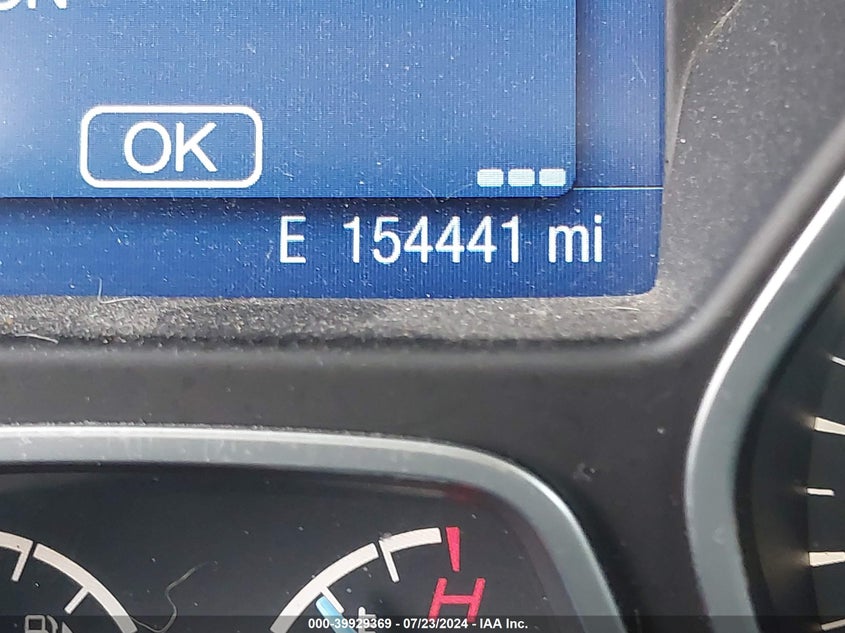 OK
E 154441 mi
H
000-39929369 - 07/23/2024 - IAA Inc.